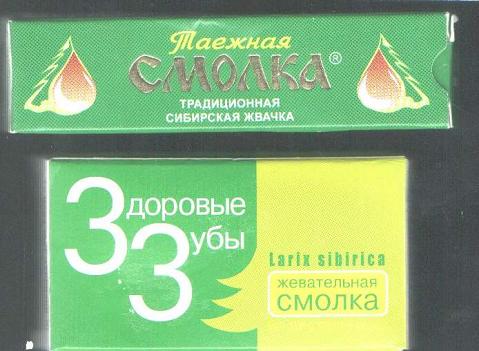 Таежная
СМОЛКА®
ТРАДИЦИОННАЯ
СИБИРСКАЯ ЖВАЧКА
Здоровые
Зубы
Larix sibirica
жевательная
смолка